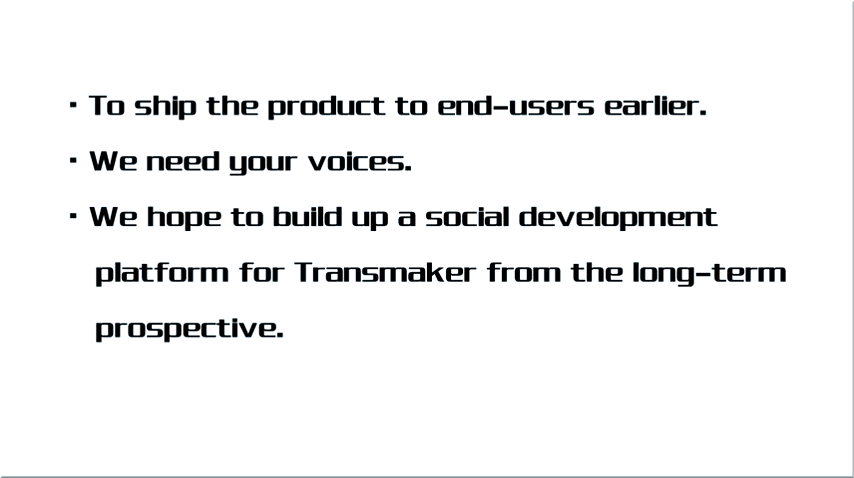 · To ship the product to end-users earlier.
· We need your voices.
· We hope to build up a social development
platform for Transmaker from the long-term
prospective.